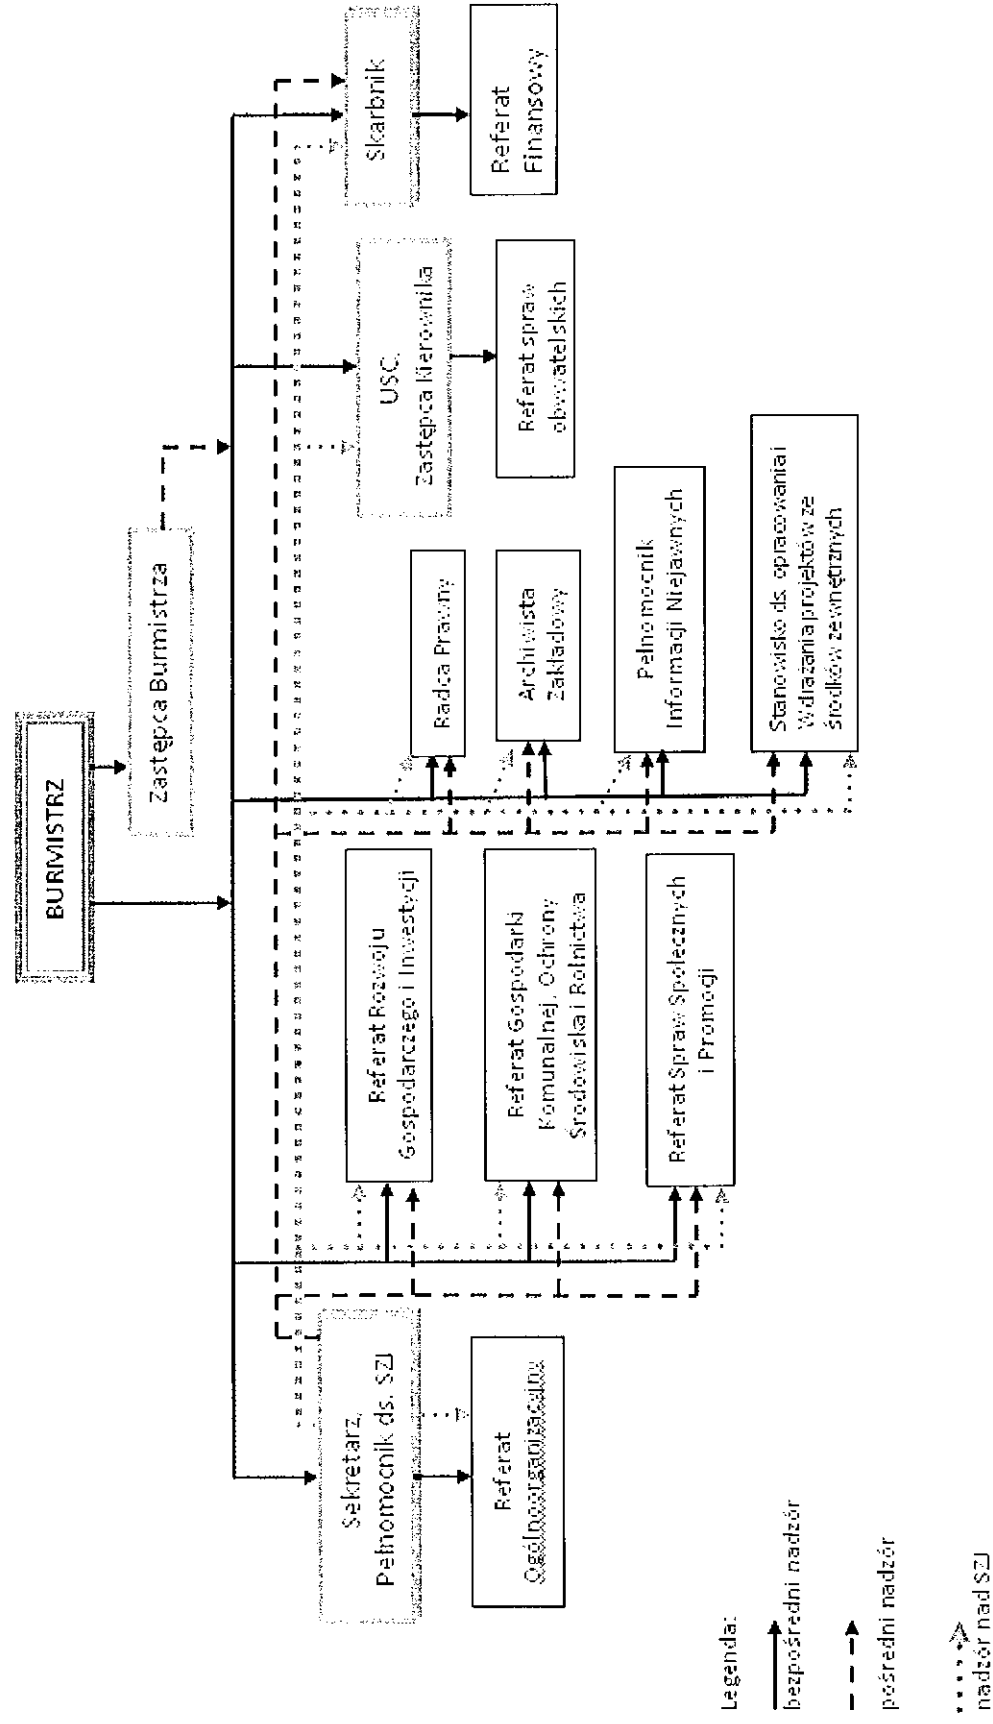 BURMISTRZ
Zastępca Burmistrza
Sekretarz,
Pełnomocnik ds. SZJ
Referat
Ogólnoorganizacyjny
Referat Rozwoju
Gospodarczego i Inwestycji
Referat Gospodarki
Komunalnej, Ochrony
Środowiska i Rolnictwa
Referat Spraw Społecznych
i Promocji
Radca Prawny
Archiwista
Zakładowy
Pełnomocnik
Informacji Niejawnych
Stanowisko ds. opracowania i
Wdrażania projektów ze
środków zewnętrznych
USC,
Zastępca Kierownika
Referat spraw
obywatelskich
Skarbnik
Referat
Finansowy
Legenda:
bezpośredni nadzór
pośredni nadzór
nadzór nad SZJ